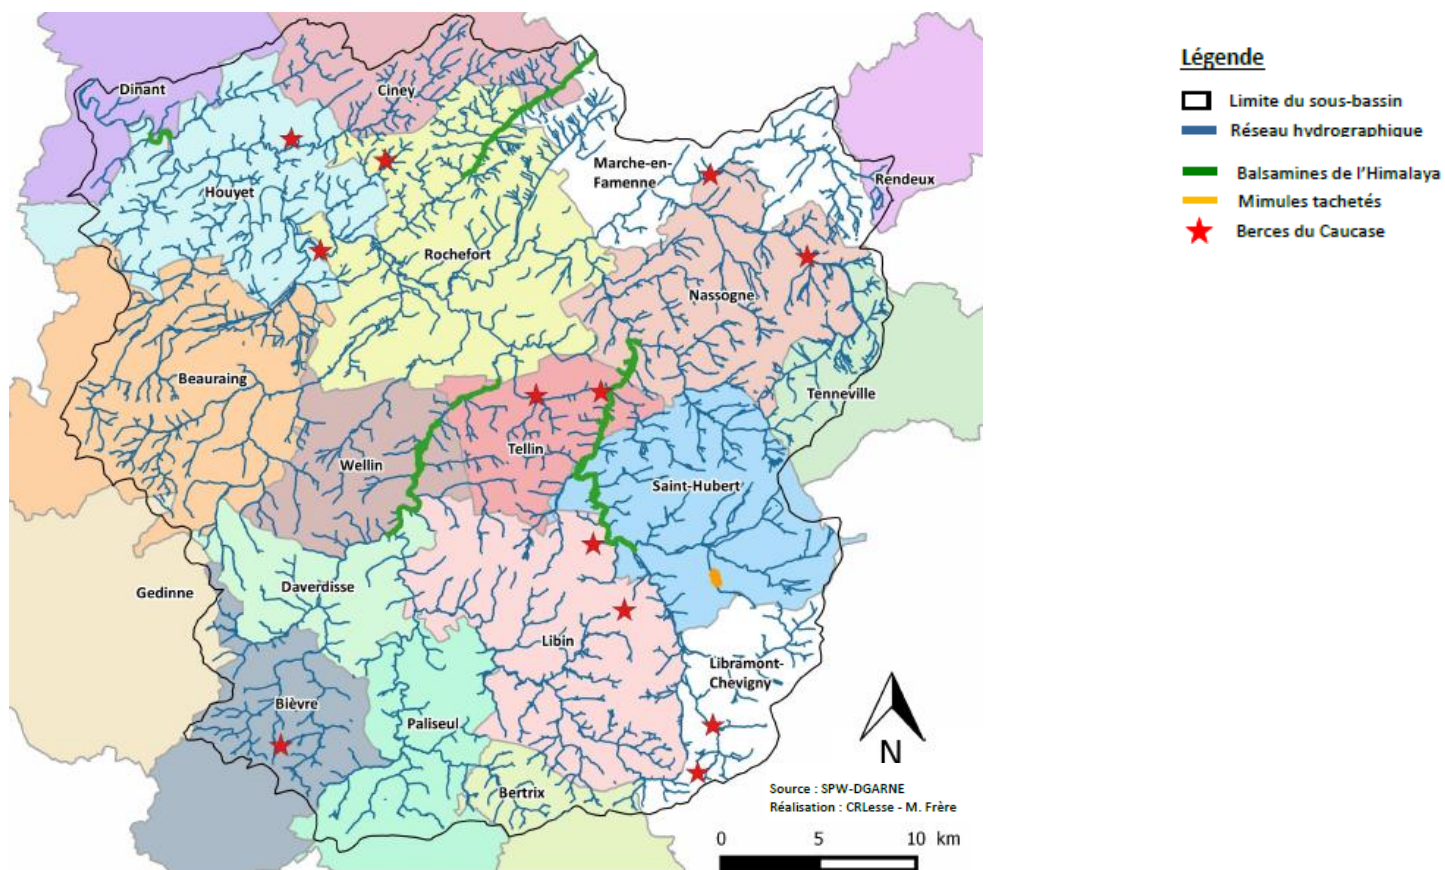 Dinant
Ciney
Houyet
Marche-en-
Famenne
Rendeux
Rochefort
Nassogne
Beauraing
Tenneville
Wellin
Tellin
Saint-Hubert
Gedinne
Daverdisse
Libin
Libramont-
Chevigny
Bièvre
Paliseul
Bertrix
N
Source : SPW-DGARNE
Réalisation : CRLesse - M. Frère
0 5 10 km
Légende
Limite du sous-bassin
Réseau hydrographique
Balsamines de l'Himalaya
Mimules tachetés
Berces du Caucase